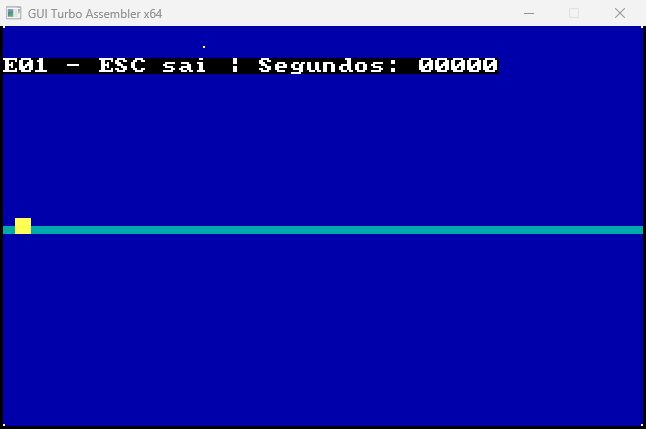 GUI Turbo Assembler x64
E01 - ESC sai ¦ Segundos: 00000